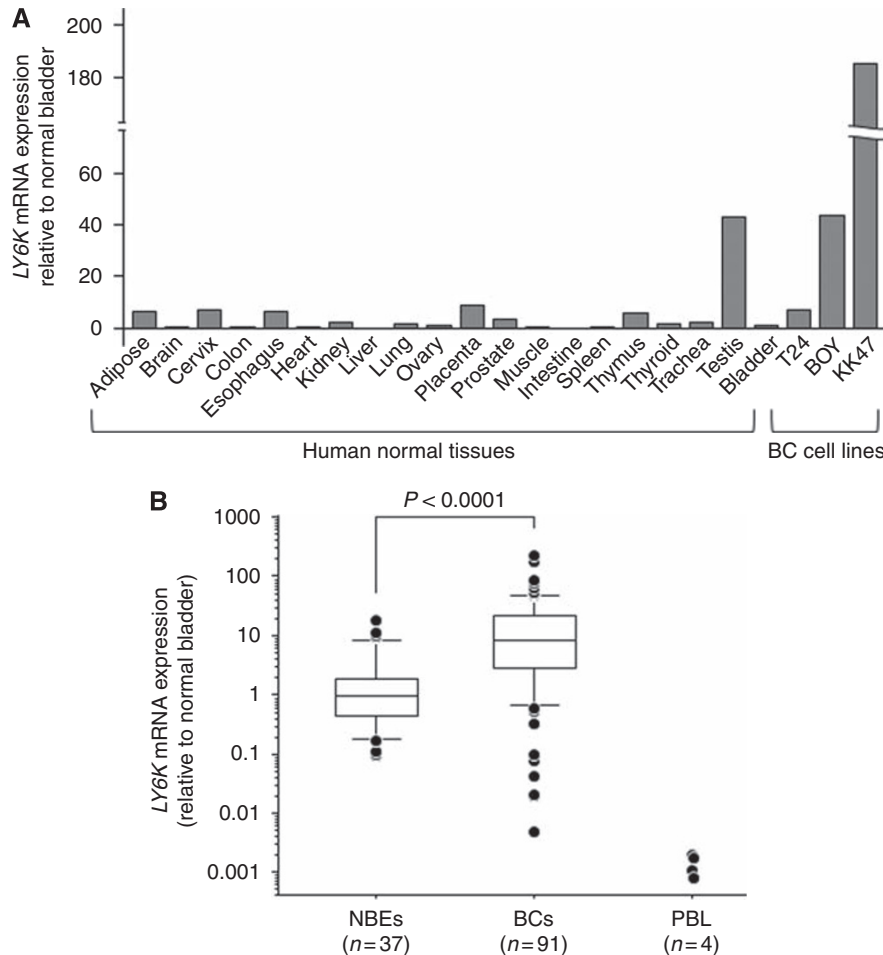 A
LY6K mRNA expression
relative to normal bladder
200
180
60
40
20
0
Adipose
Brain
Cervix
Colon
Esophagus
Heart
Kidney
Liver
Lung
Ovary
Placenta
Prostate
Muscle
Intestine
Spleen
Thymus
Thyroid
Trachea
Testis
Bladder
T24
BOY
KK47
Human normal tissues
BC cell lines
B
P < 0.0001
LY6K mRNA expression
(relative to normal bladder)
1000
100
10
1
0.1
0.01
0.001
NBEs
(n=37)
BCs
(n=91)
PBL
(n=4)